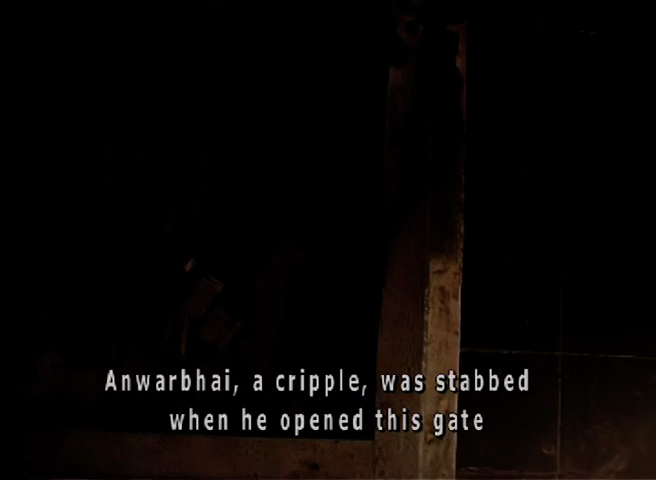 Anwarbhai, a cripple, was stabbed
when he opened this gate